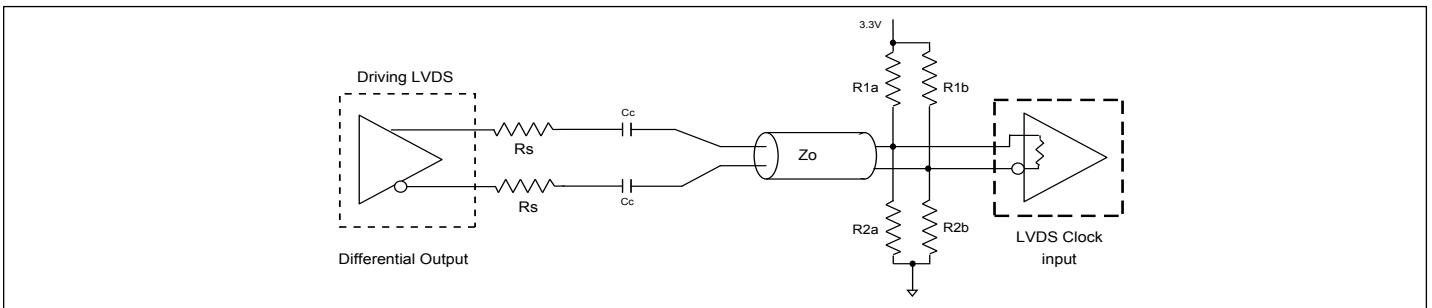 3.3V
Driving LVDS
R1a
R1b
Cc
Rs
Zo
Rs
Cc
R2a
R2b
LVDS Clock
input
Differential Output